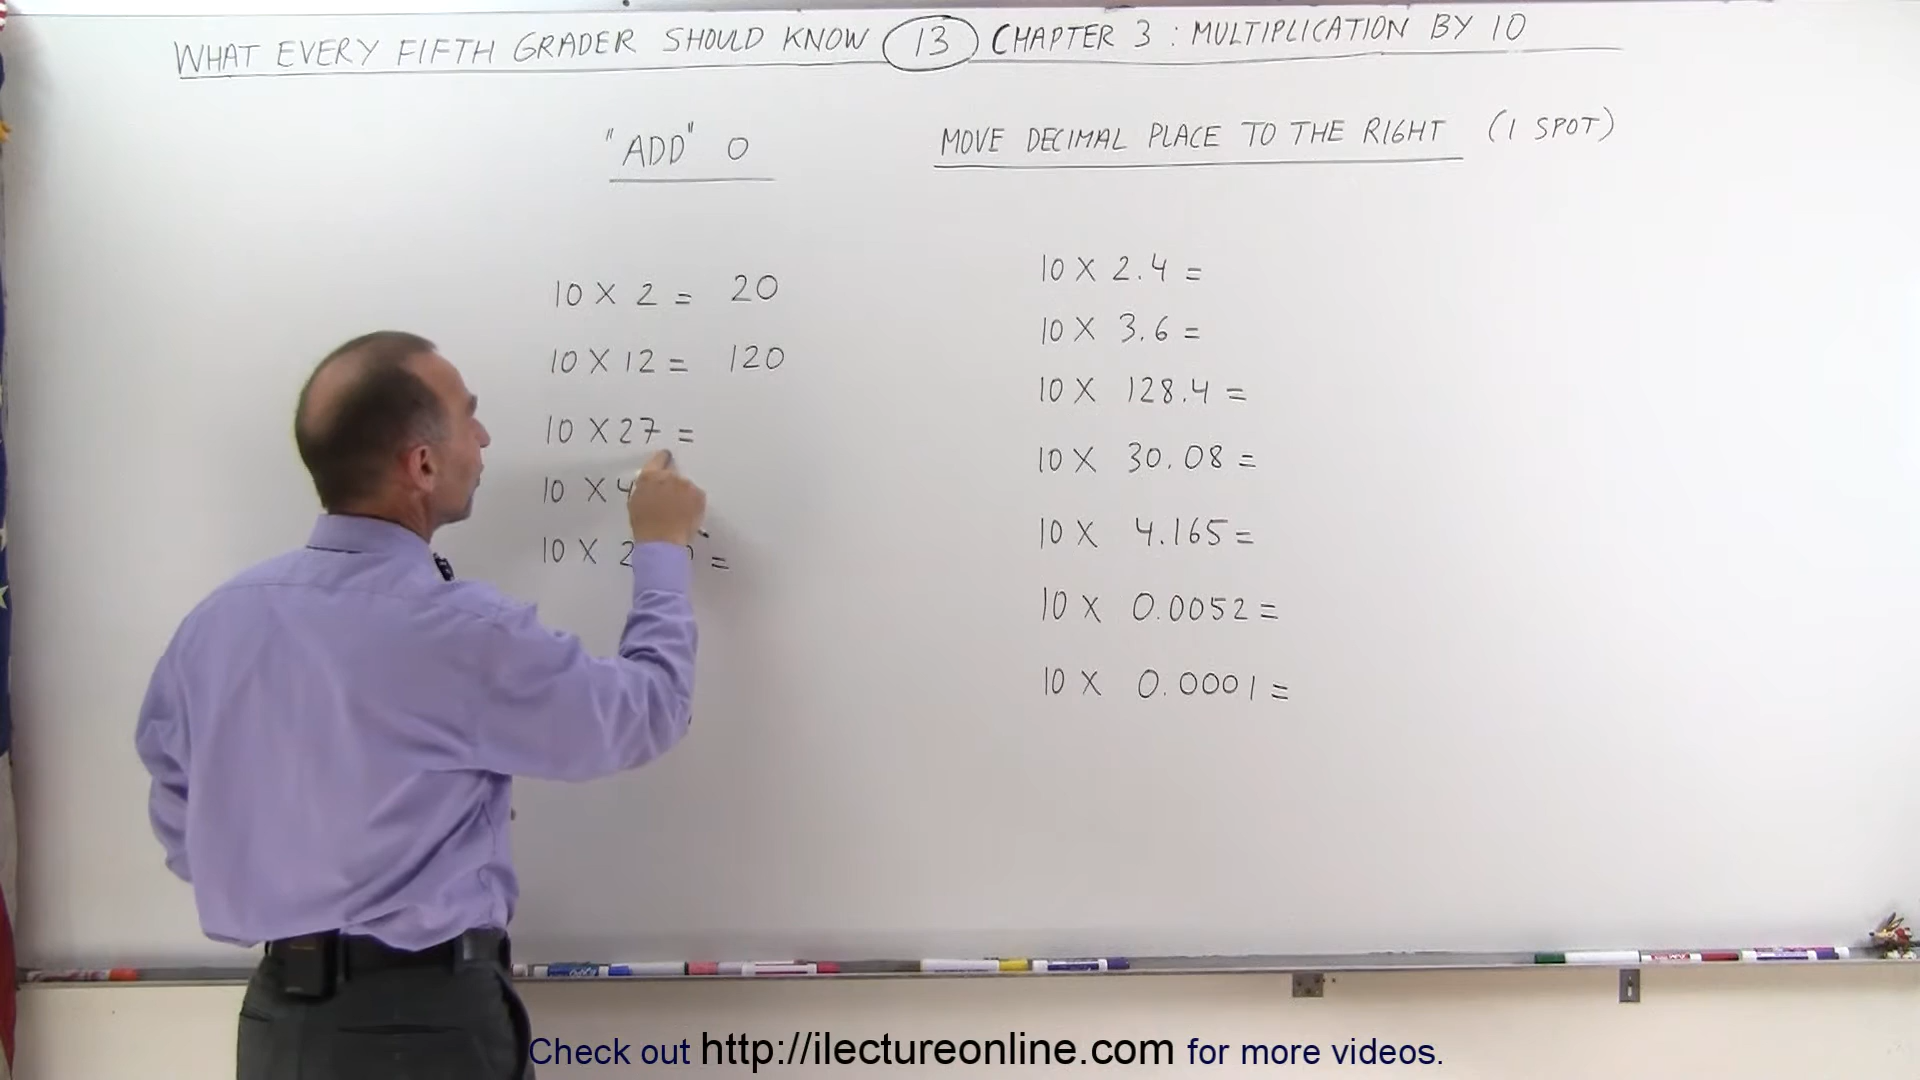 WHAT EVERY FIFTH GRADER SHOULD KNOW 13 CHAPTER 3 : MULTIPLICATION BY 10
"ADD" 0
10 X 2 = 20
10 X 12 = 120
10 X 27 =
10 X 4
10 X 2 =
MOVE DECIMAL PLACE TO THE RIGHT (1 SPOT)
10 X 2.4 =
10 X 3.6 =
10 X 128.4 =
10 X 30.08 =
10 X 4.165 =
10 X 0.0052 =
10 X 0.0001 =
Check out http://ilectureonline.com for more videos.